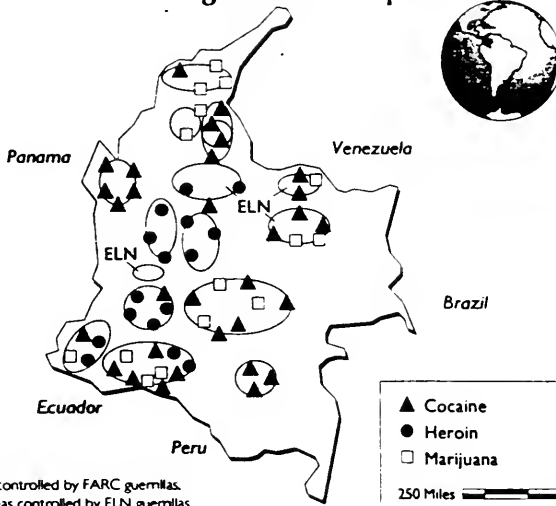 Panama
Venezuela
ELN
ELN
Brazil
Ecuador
Peru
Cocaine
Heroin
Marijuana
250 Miles
controlled by FARC guerrillas.
controlled by ELN guerrillas